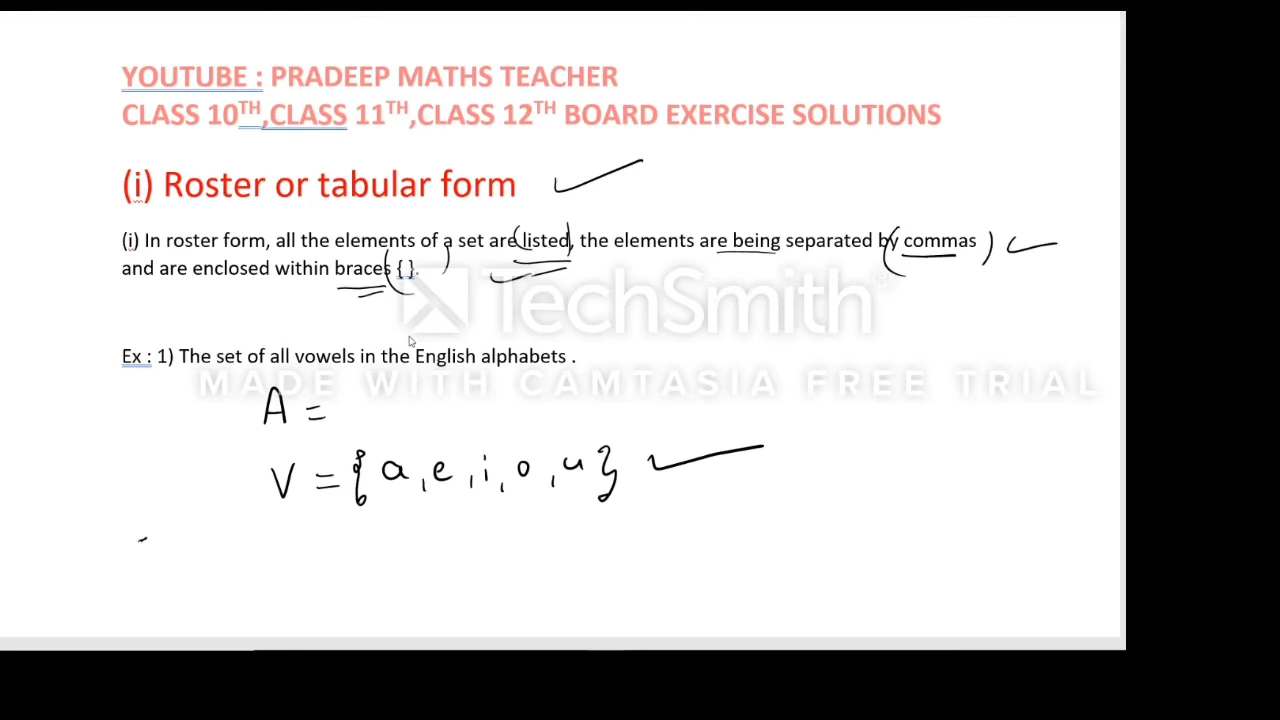 YOUTUBE : PRADEEP MATHS TEACHER
CLASS 10TH,CLASS 11TH,CLASS 12TH BOARD EXERCISE SOLUTIONS
(i) Roster or tabular form
(i) In roster form, all the elements of a set are listed, the elements are being separated by commas
and are enclosed within braces { }.
TechSmith
Ex : 1) The set of all vowels in the English alphabets .
MADE WITH CAMTASIA FREE TRIAL
A =
V = {a, e, i, o, u}